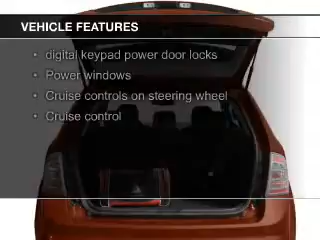 VEHICLE FEATURES
• digital keypad power door locks
• Power windows
• Cruise controls on steering wheel
• Cruise control